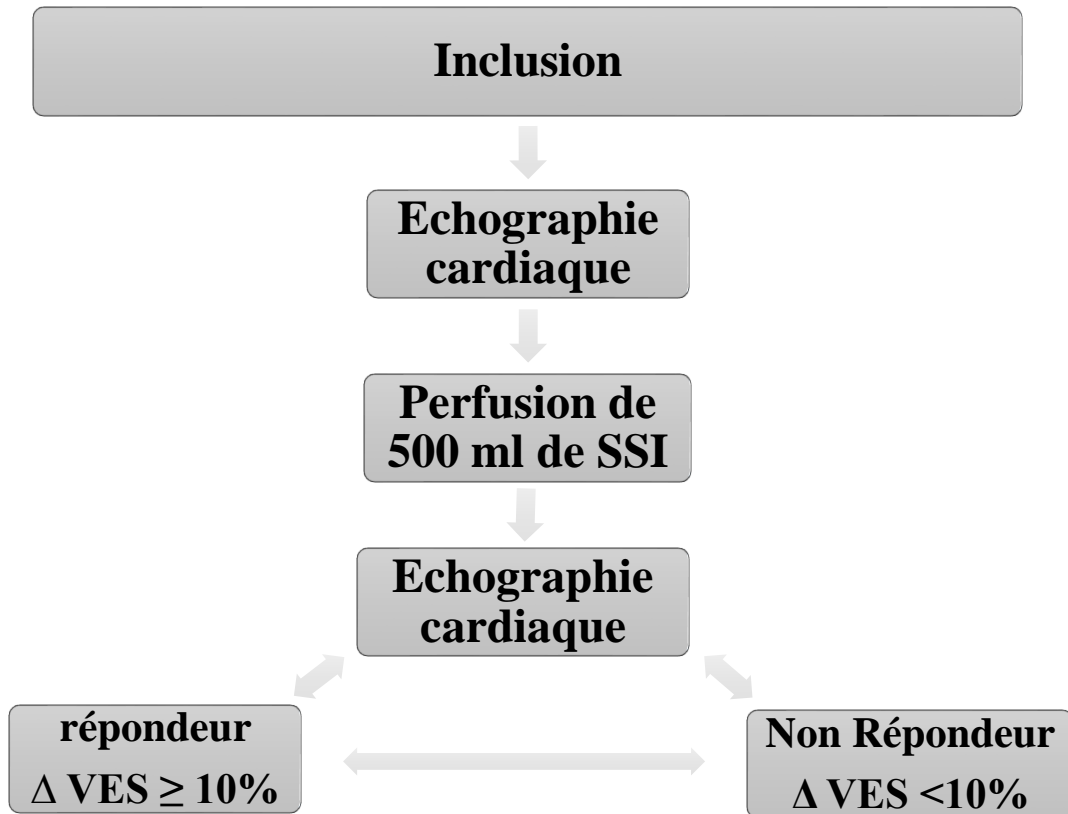 Inclusion
Echographie
cardiaque
Perfusion de
500 ml de SSI
Echographie
cardiaque
répondeur
Δ VES ≥ 10%
Non Répondeur
Δ VES <10%